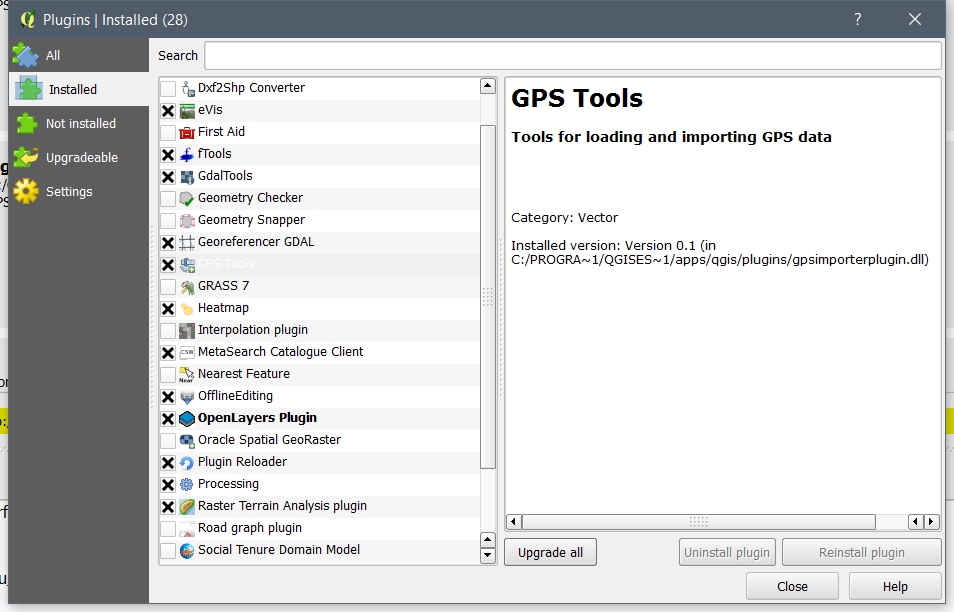 Plugins | Installed (28)
?
All
Installed
Not installed
Upgradeable
Settings
Search
Dxf2Shp Converter
eVis
First Aid
fTools
GdalTools
Geometry Checker
Geometry Snapper
Georeferencer GDAL
GPS Tools
GRASS 7
Heatmap
Interpolation plugin
CSW MetaSearch Catalogue Client
Near Nearest Feature
OfflineEditing
OpenLayers Plugin
Oracle Spatial GeoRaster
Plugin Reloader
Processing
Raster Terrain Analysis plugin
Road graph plugin
Social Tenure Domain Model
GPS Tools
Tools for loading and importing GPS data
Category: Vector
Installed version: Version 0.1 (in
C:/PROGRA~1/QGISES~1/apps/qgis/plugins/gpsimporterplugin.dll)
Upgrade all
Uninstall plugin
Reinstall plugin
Close
Help